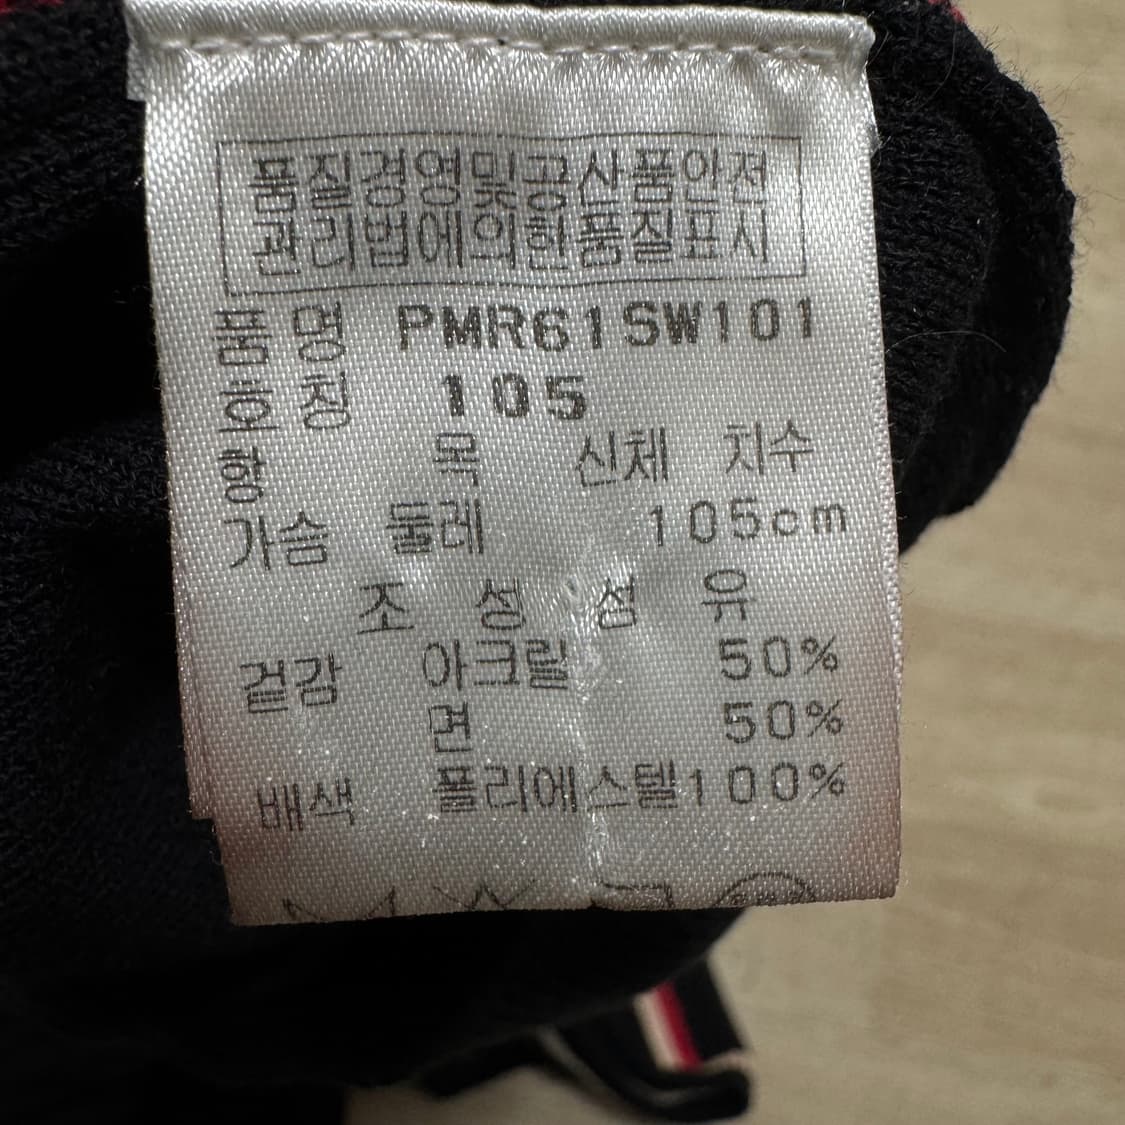 품질경영및공산품안전
관리법에의한품질표시
품 명 PMR61SW101
호 칭 105
항 목 신체 치수
가슴 둘레 105cm
조 성 섬 유
겉감 아크릴 50%
면 50%
배색 폴리에스텔100%